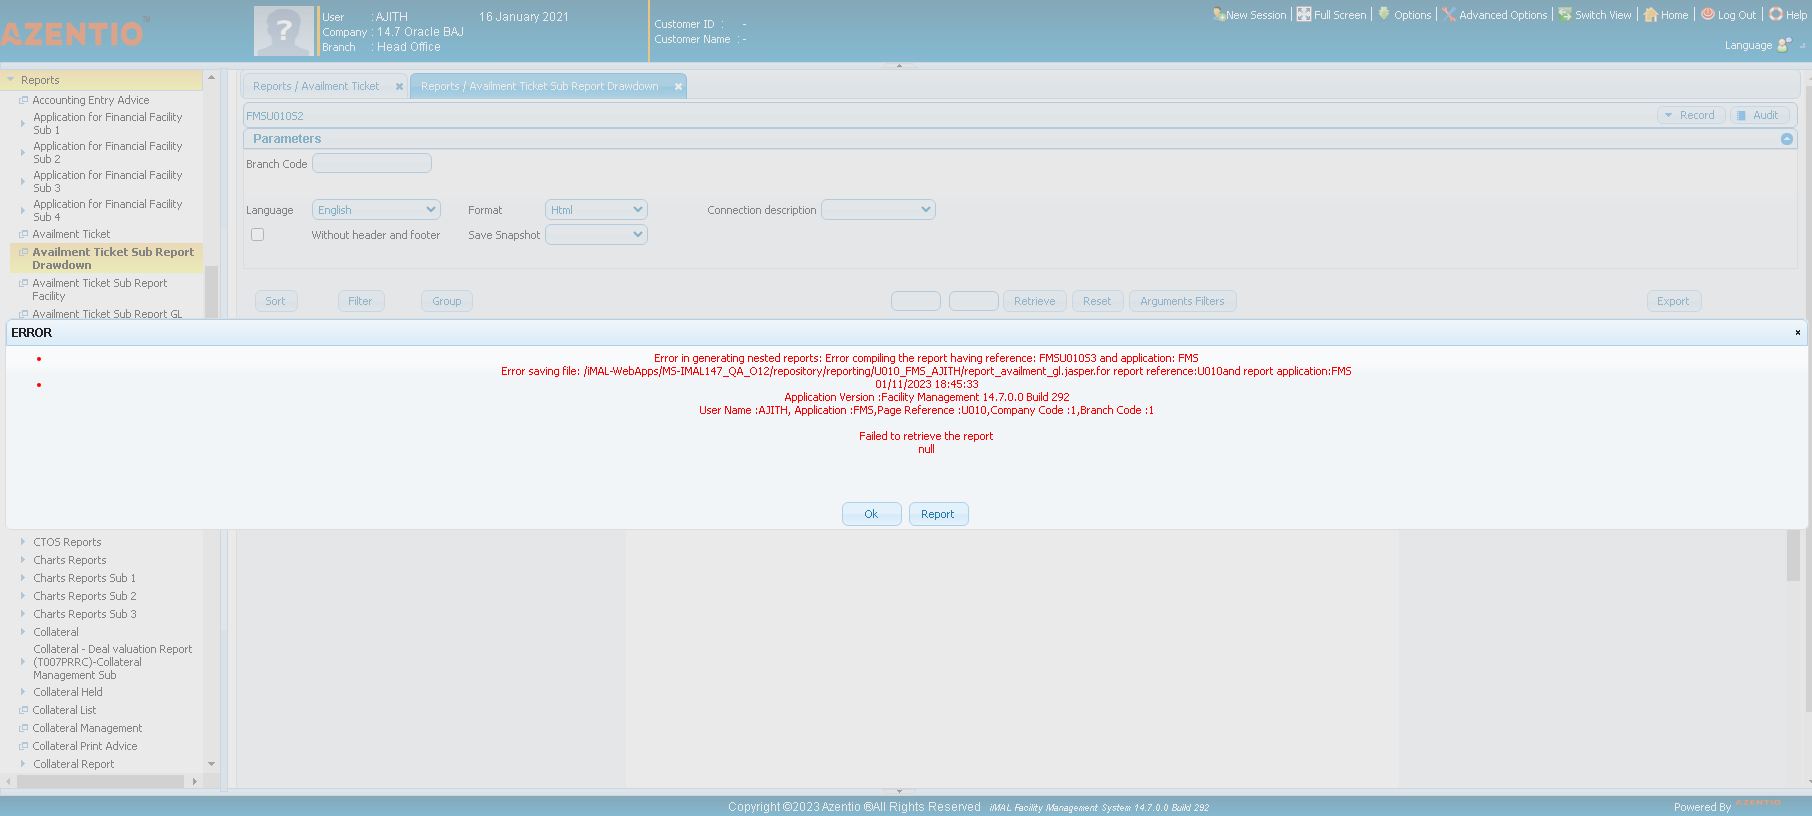 AZENTIO™
User : AJITH 16 January 2021
Company : 14.7 Oracle BAJ
Branch : Head Office
Customer ID : -
Customer Name : -
New Session | Full Screen | Options | Advanced Options | Switch View | Home | Log Out | Help
Language
Reports
Accounting Entry Advice
Application for Financial Facility
Sub 1
Application for Financial Facility
Sub 2
Application for Financial Facility
Sub 3
Application for Financial Facility
Sub 4
Availment Ticket
Availment Ticket Sub Report
Drawdown
Availment Ticket Sub Report
Facility
Availment Ticket Sub Report GL
Reports / Availment Ticket
Reports / Availment Ticket Sub Report Drawdown
FMSU010S2
Record
Audit
Parameters
Branch Code
Language English Format Html Connection description
Without header and footer Save Snapshot
Sort Filter Group Retrieve Reset Arguments Filters Export
ERROR
Error in generating nested reports: Error compiling the report having reference: FMSU010S3 and application: FMS
Error saving file: /iMAL-WebApps/MS-IMAL147_QA_O12/repository/reporting/U010_FMS_AJITH/report_availment_gl.jasper.for report reference:U010and report application:FMS
01/11/2023 18:45:33
Application Version :Facility Management 14.7.0.0 Build 292
User Name :AJITH, Application :FMS,Page Reference :U010,Company Code :1,Branch Code :1
Failed to retrieve the report
null
Ok Report
CTOS Reports
Charts Reports
Charts Reports Sub 1
Charts Reports Sub 2
Charts Reports Sub 3
Collateral
Collateral - Deal valuation Report
(T007PRRC)-Collateral
Management Sub
Collateral Held
Collateral List
Collateral Management
Collateral Print Advice
Collateral Report
Copyright ©2023 Azentio ®All Rights Reserved iMAL Facility Management System 14.7.0.0 Build 292
Powered By AZENTIO